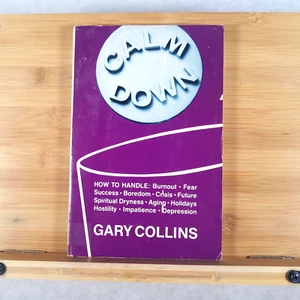 CALM
DOWN
HOW TO HANDLE: Burnout • Fear
Success • Boredom • Crisis • Future
Spiritual Dryness • Aging • Holidays
Hostility • Impatience • Depression
GARY COLLINS